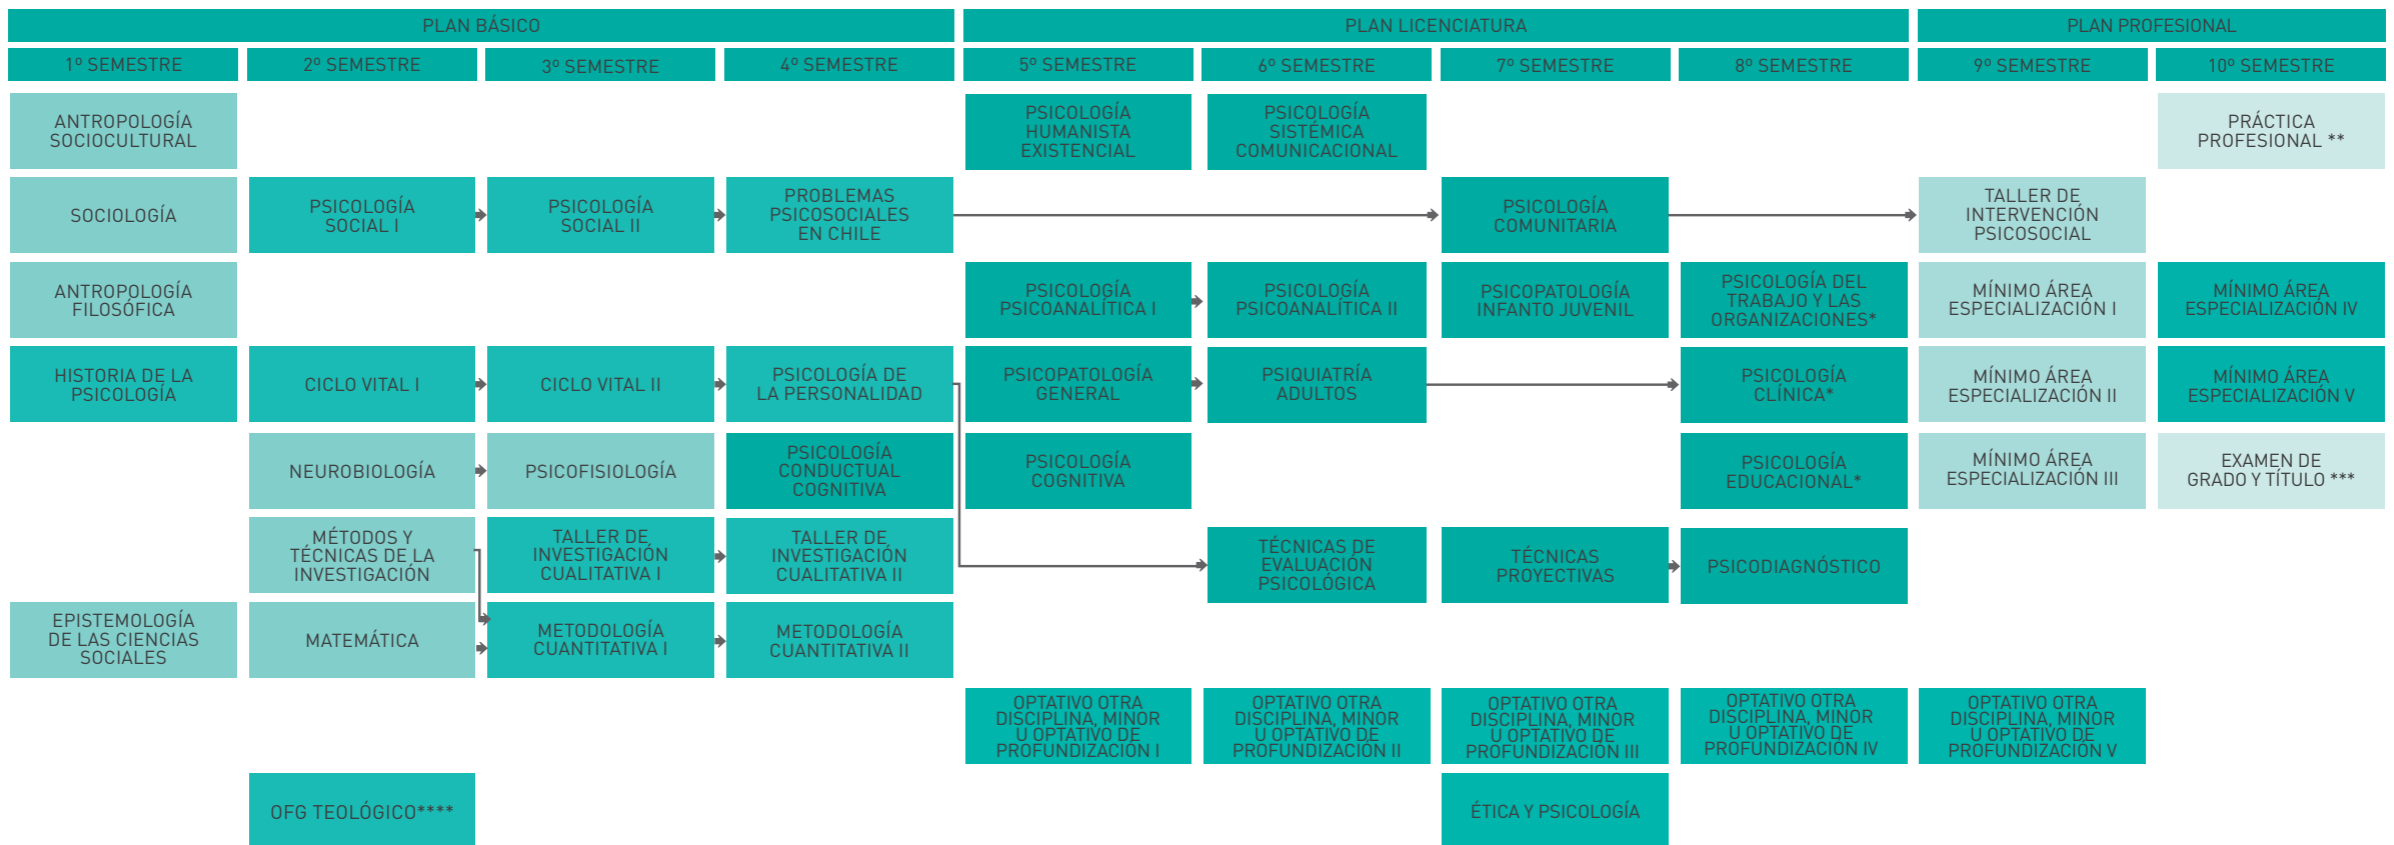 PLAN BÁSICO
PLAN LICENCIATURA
PLAN PROFESIONAL
1º SEMESTRE
2º SEMESTRE
3º SEMESTRE
4º SEMESTRE
5º SEMESTRE
6º SEMESTRE
7º SEMESTRE
8º SEMESTRE
9º SEMESTRE
10º SEMESTRE
ANTROPOLOGÍA
SOCIOCULTURAL
PSICOLOGÍA
HUMANISTA
EXISTENCIAL
PSICOLOGÍA
SISTÉMICA
COMUNICACIONAL
PRÁCTICA
PROFESIONAL **
SOCIOLOGÍA
PSICOLOGÍA
SOCIAL I
PSICOLOGÍA
SOCIAL II
PROBLEMAS
PSICOSOCIALES
EN CHILE
PSICOLOGÍA
COMUNITARIA
TALLER DE
INTERVENCIÓN
PSICOSOCIAL
ANTROPOLOGÍA
FILOSÓFICA
PSICOLOGÍA
PSICOANALÍTICA I
PSICOLOGÍA
PSICOANALÍTICA II
PSICOPATOLOGÍA
INFANTO JUVENIL
PSICOLOGÍA DEL
TRABAJO Y LAS
ORGANIZACIONES*
MÍNIMO ÁREA
ESPECIALIZACIÓN I
MÍNIMO ÁREA
ESPECIALIZACIÓN IV
HISTORIA DE LA
PSICOLOGÍA
CICLO VITAL I
CICLO VITAL II
PSICOLOGÍA DE
LA PERSONALIDAD
PSICOPATOLOGÍA
GENERAL
PSIQUIATRÍA
ADULTOS
PSICOLOGÍA
CLÍNICA*
MÍNIMO ÁREA
ESPECIALIZACIÓN II
MÍNIMO ÁREA
ESPECIALIZACIÓN V
NEUROBIOLOGÍA
PSICOFISIOLOGÍA
PSICOLOGÍA
CONDUCTUAL
COGNITIVA
PSICOLOGÍA
COGNITIVA
PSICOLOGÍA
EDUCACIONAL*
MÍNIMO ÁREA
ESPECIALIZACIÓN III
EXAMEN DE
GRADO Y TÍTULO ***
MÉTODOS Y
TÉCNICAS DE LA
INVESTIGACIÓN
TALLER DE
INVESTIGACIÓN
CUALITATIVA I
TALLER DE
INVESTIGACIÓN
CUALITATIVA II
TÉCNICAS DE
EVALUACIÓN
PSICOLÓGICA
TÉCNICAS
PROYECTIVAS
PSICODIAGNÓSTICO
EPISTEMOLOGÍA
DE LAS CIENCIAS
SOCIALES
MATEMÁTICA
METODOLOGÍA
CUANTITATIVA I
METODOLOGÍA
CUANTITATIVA II
OPTATIVO OTRA
DISCIPLINA, MINOR
U OPTATIVO DE
PROFUNDIZACIÓN I
OPTATIVO OTRA
DISCIPLINA, MINOR
U OPTATIVO DE
PROFUNDIZACIÓN II
OPTATIVO OTRA
DISCIPLINA, MINOR
U OPTATIVO DE
PROFUNDIZACIÓN III
OPTATIVO OTRA
DISCIPLINA, MINOR
U OPTATIVO DE
PROFUNDIZACIÓN IV
OPTATIVO OTRA
DISCIPLINA, MINOR
U OPTATIVO DE
PROFUNDIZACIÓN V
OFG TEOLÓGICO****
ÉTICA Y PSICOLOGÍA